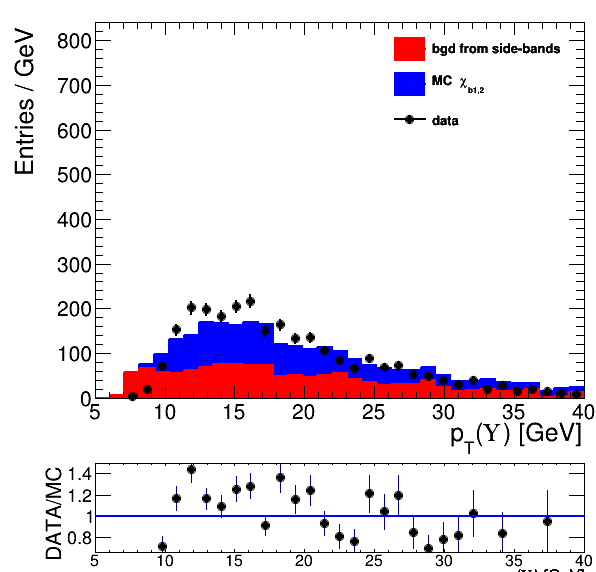 Entries / GeV
800
700
600
500
400
300
200
100
0
bgd from side-bands
MC χb1,2
data
5 10 15 20 25 30 35 40
pT(Υ) [GeV]
DATA/MC
1.4
1.2
1
0.8
5 10 15 20 25 30 35 40